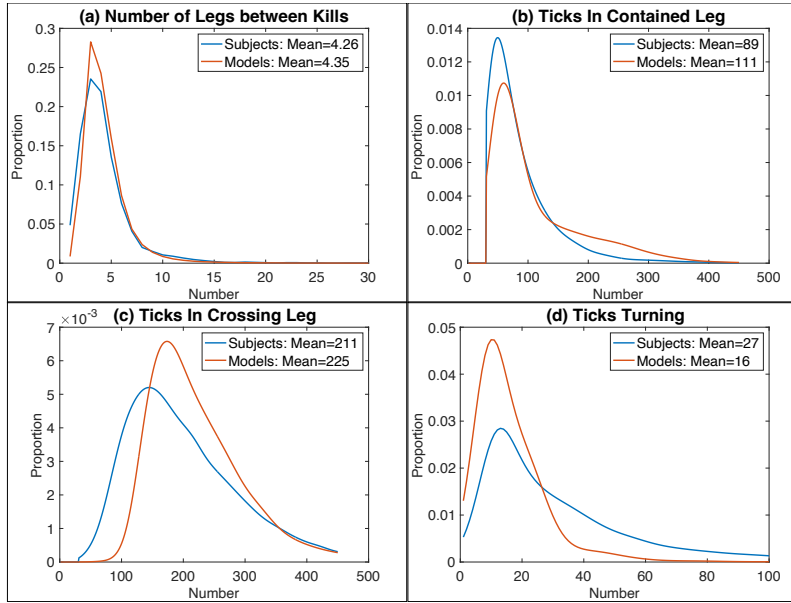 (a) Number of Legs between Kills
0.3
0.25
0.2
0.15
0.1
0.05
0
Proportion
Subjects: Mean=4.26
Models: Mean=4.35
0 5 10 15 20 25 30
Number
(b) Ticks In Contained Leg
0.014
0.012
0.01
0.008
0.006
0.004
0.002
0
Proportion
Subjects: Mean=89
Models: Mean=111
0 100 200 300 400 500
Number
(c) Ticks In Crossing Leg
×10⁻³
7
6
5
4
3
2
1
0
Proportion
Subjects: Mean=211
Models: Mean=225
0 100 200 300 400 500
Number
(d) Ticks Turning
0.05
0.04
0.03
0.02
0.01
0
Proportion
Subjects: Mean=27
Models: Mean=16
0 20 40 60 80 100
Number